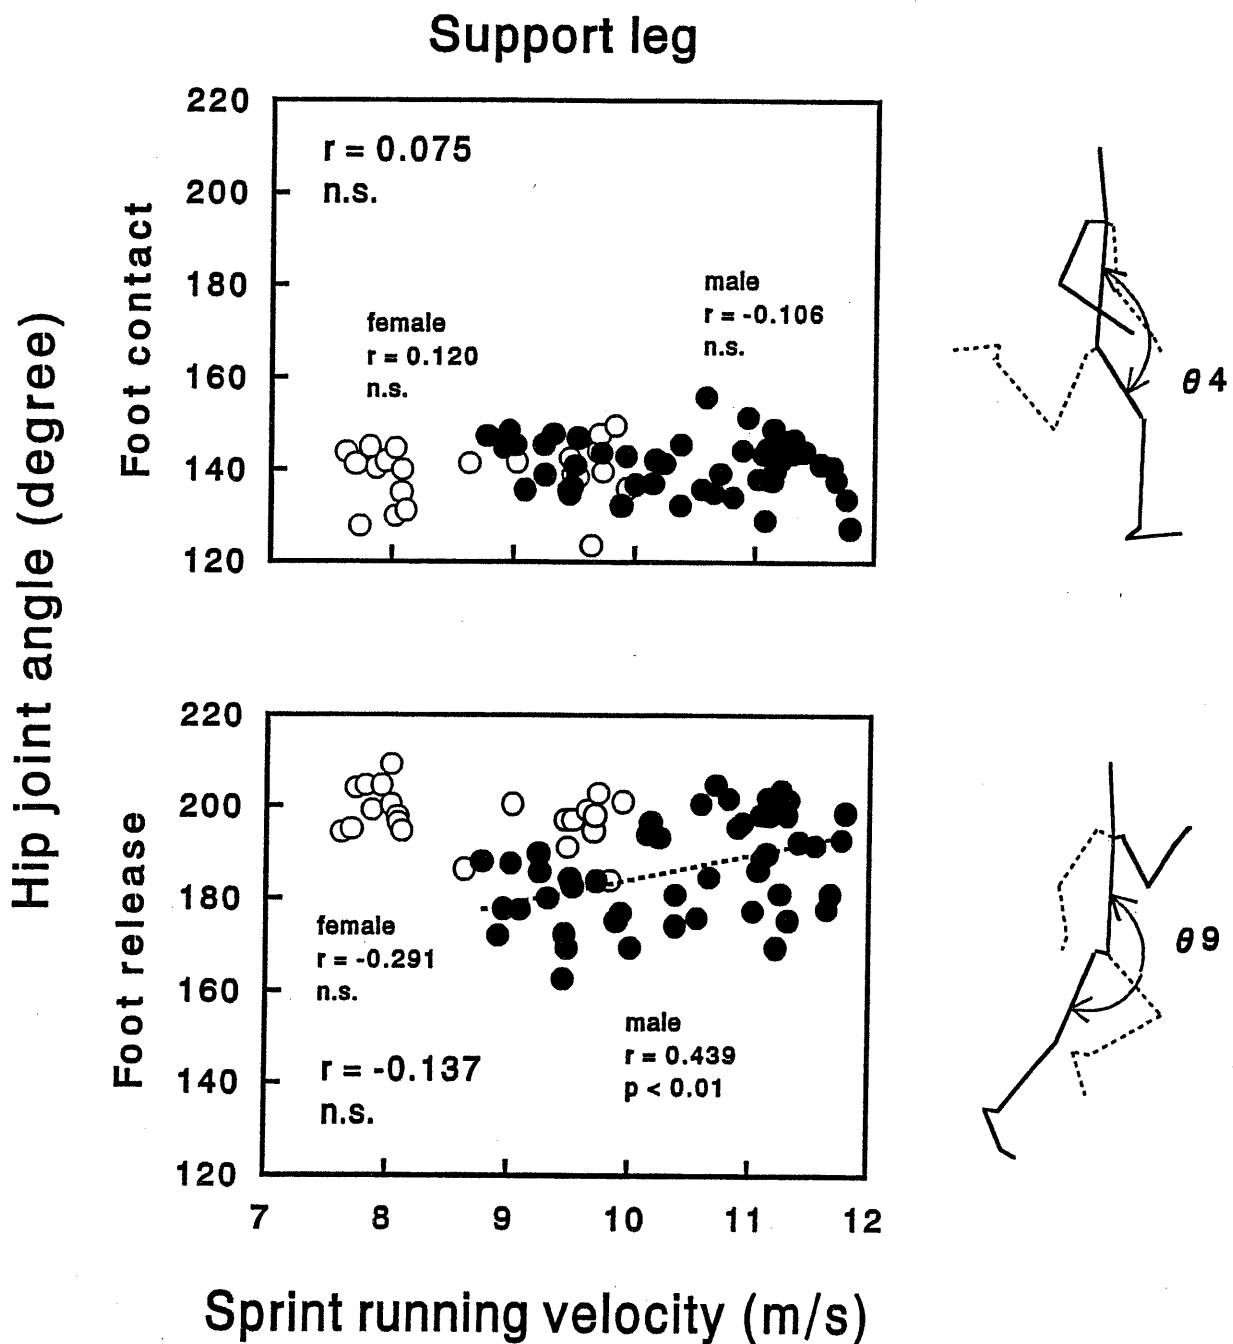 Support leg
Hip joint angle (degree)
Foot contact
220
200
180
160
140
120
r = 0.075
n.s.
female
r = 0.120
n.s.
male
r = -0.106
n.s.
θ4
Foot release
220
200
180
160
140
120
female
r = -0.291
n.s.
r = -0.137
n.s.
male
r = 0.439
p < 0.01
θ9
7 8 9 10 11 12
Sprint running velocity (m/s)